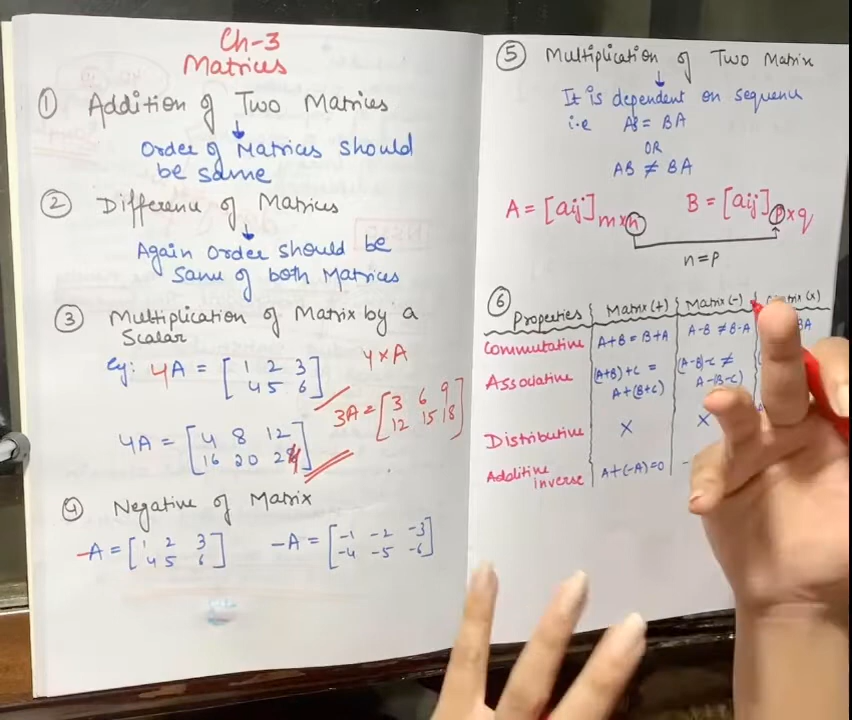 Ch-3
Matrices
① Addition of Two Matrices
↓
Order of Matrices should
be same
② Difference of Matrices
↓
Again order should be
same of both Matrices
③ Multiplication of Matrix by a
Scalar
eg: 4A = [1 2 3
4 5 6]
4 × A
3A = [3 6 9
12 15 18]
4A = [4 8 12
16 20 24]
④ Negative of Matrix
-A = [1 2 3
4 5 6]
-A = [-1 -2 -3
-4 -5 -6]
⑤ Multiplication of Two Matrix
↓
It is dependent on sequence
i.e AB = BA
OR
AB ≠ BA
A = [aij] m×n B = [aij] p×q
n = p
⑥ Properties Matrix (+) Matrix (-) (x)
Commutative A+B = B+A A-B ≠ B-A BA
Associative (A+B)+C = A+(B+C) (A-B)-C ≠ A-(B-C)
Distributive × ×
Additive inverse A+(-A)=0 -